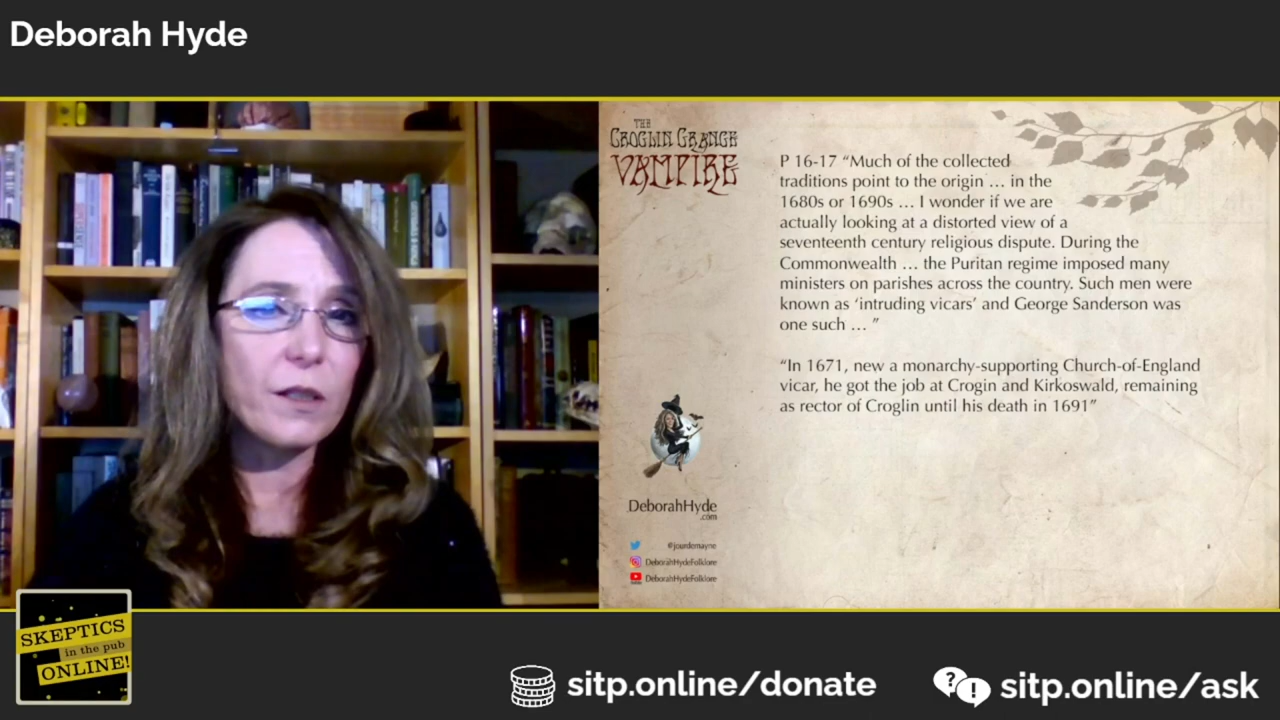 Deborah Hyde
THE
CROGLIN GRANGE
VAMPIRE
P 16-17 “Much of the collected
traditions point to the origin … in the
1680s or 1690s … I wonder if we are
actually looking at a distorted view of a
seventeenth century religious dispute. During the
Commonwealth … the Puritan regime imposed many
ministers on parishes across the country. Such men were
known as ‘intruding vicars’ and George Sanderson was
one such … ”
“In 1671, new a monarchy-supporting Church-of-England
vicar, he got the job at Crogin and Kirkoswald, remaining
as rector of Croglin until his death in 1691”
DeborahHyde
.com
@jourdemayne
DeborahHydeFolklore
DeborahHydeFolklore
SKEPTICS
in the pub
ONLINE!
sitp.online/donate
? !
sitp.online/ask